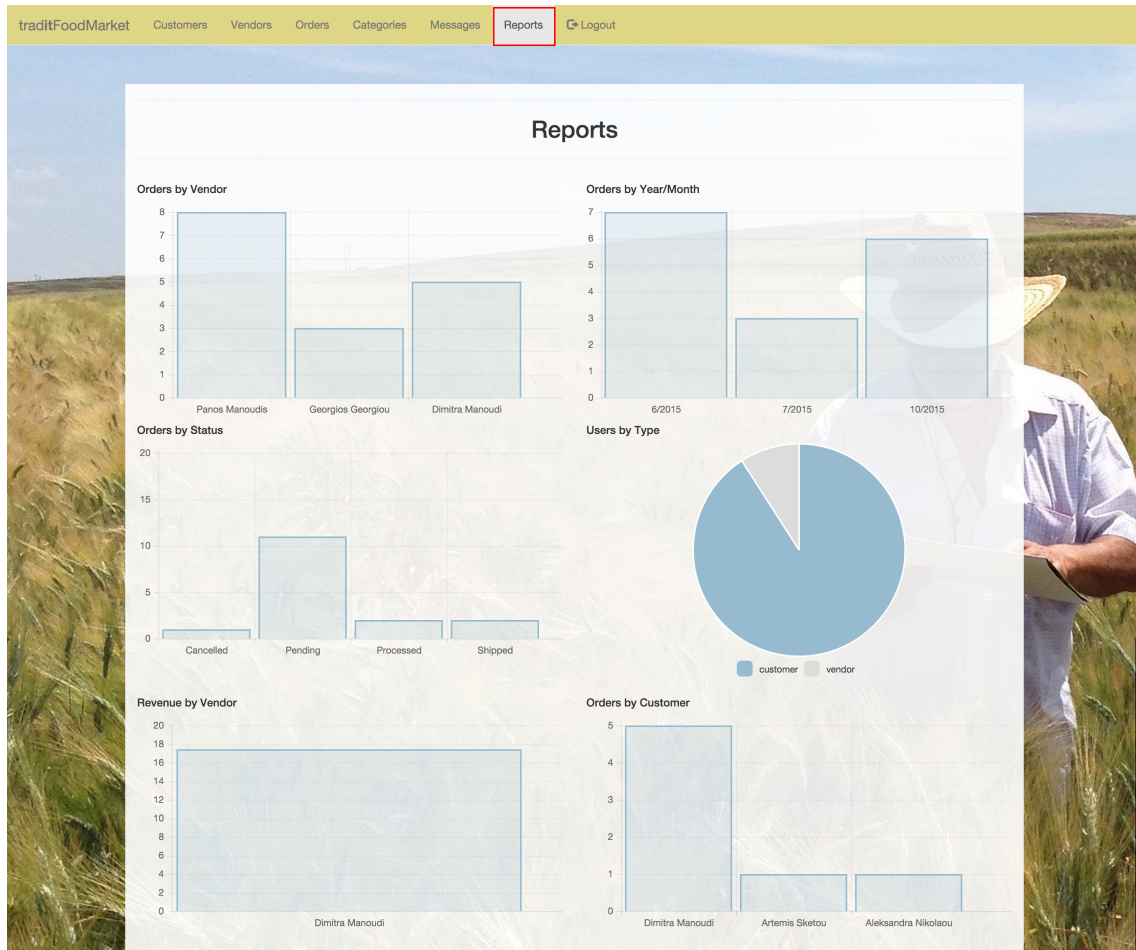 traditFoodMarket Customers Vendors Orders Categories Messages Reports Logout
Reports
Orders by Vendor
8
7
6
5
4
3
2
1
0
Panos Manoudis Georgios Georgiou Dimitra Manoudi
Orders by Year/Month
7
6
5
4
3
2
1
0
6/2015 7/2015 10/2015
Orders by Status
20
15
10
5
0
Cancelled Pending Processed Shipped
Users by Type
customer vendor
Revenue by Vendor
20
18
16
14
12
10
8
6
4
2
0
Dimitra Manoudi
Orders by Customer
5
4
3
2
1
0
Dimitra Manoudi Artemis Sketou Aleksandra Nikolaou